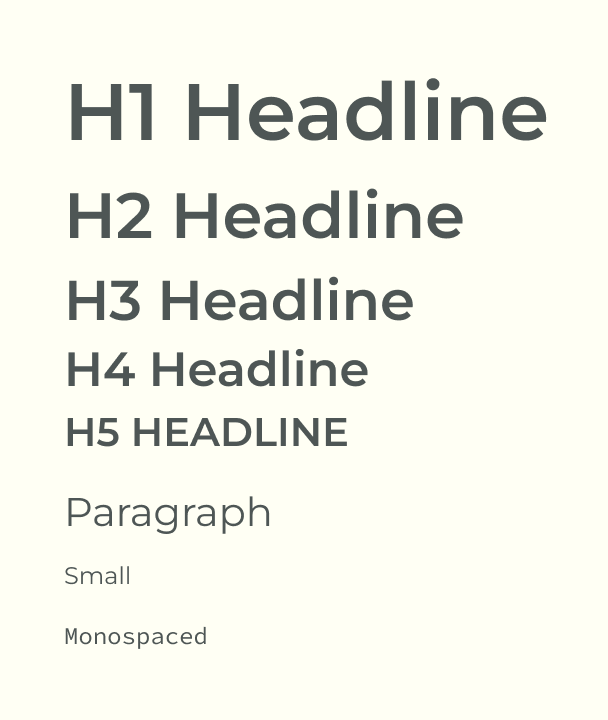 H1 Headline
H2 Headline
H3 Headline
H4 Headline
H5 HEADLINE
Paragraph
Small
Monospaced